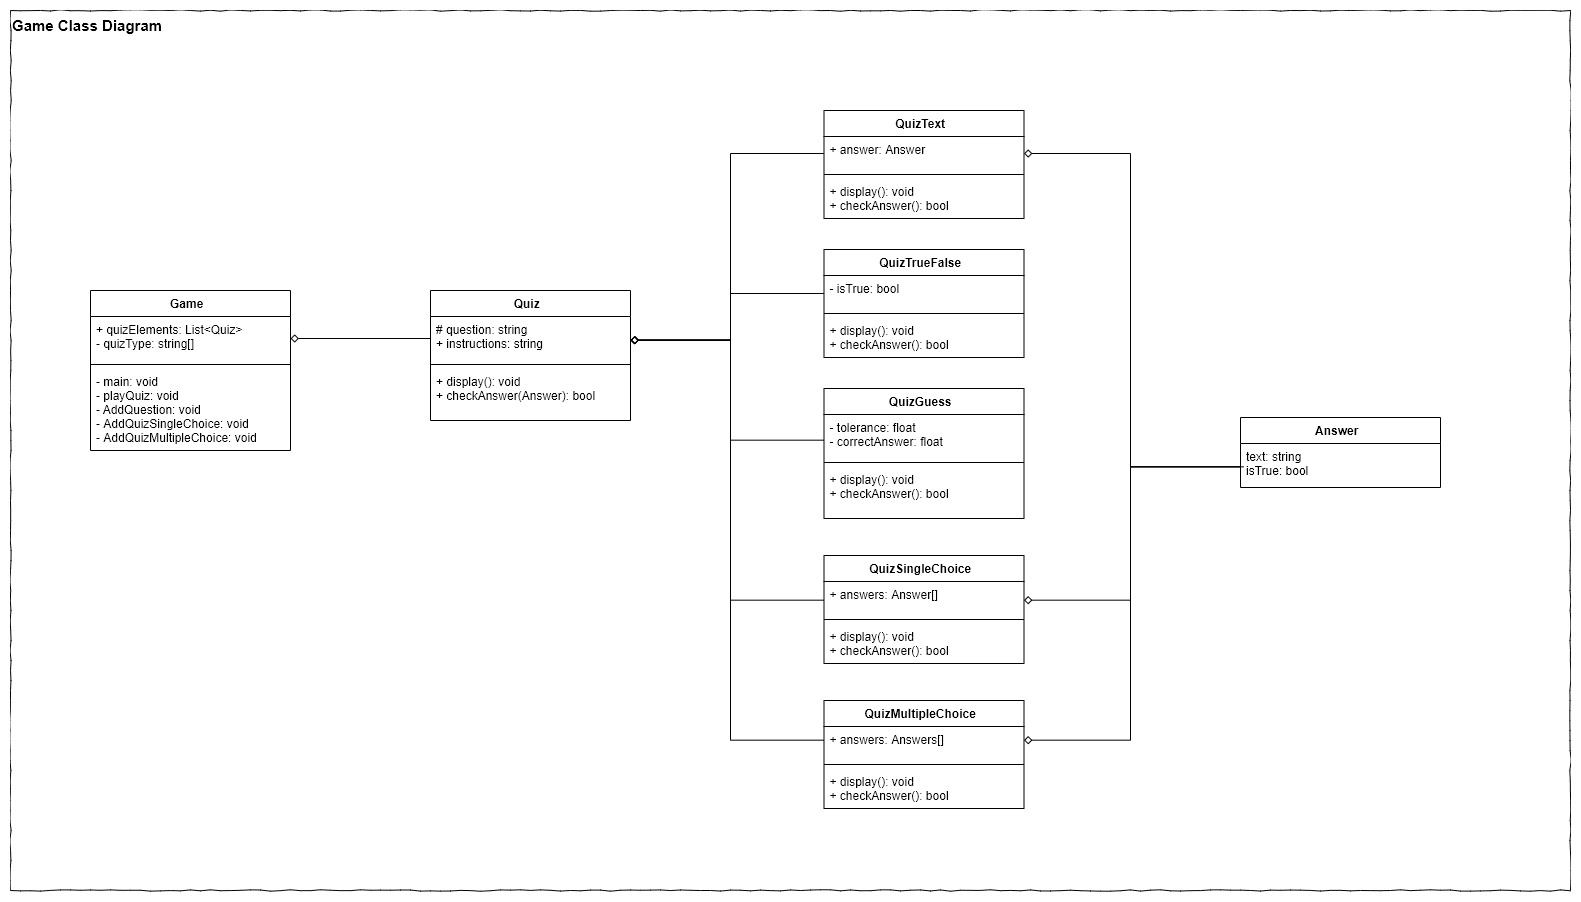 Game Class Diagram
Game
+ quizElements: List<Quiz>
- quizType: string[]
- main: void
- playQuiz: void
- AddQuestion: void
- AddQuizSingleChoice: void
- AddQuizMultipleChoice: void
Quiz
# question: string
+ instructions: string
+ display(): void
+ checkAnswer(Answer): bool
QuizText
+ answer: Answer
+ display(): void
+ checkAnswer(): bool
QuizTrueFalse
- isTrue: bool
+ display(): void
+ checkAnswer(): bool
QuizGuess
- tolerance: float
- correctAnswer: float
+ display(): void
+ checkAnswer(): bool
QuizSingleChoice
+ answers: Answer[]
+ display(): void
+ checkAnswer(): bool
QuizMultipleChoice
+ answers: Answers[]
+ display(): void
+ checkAnswer(): bool
Answer
text: string
isTrue: bool